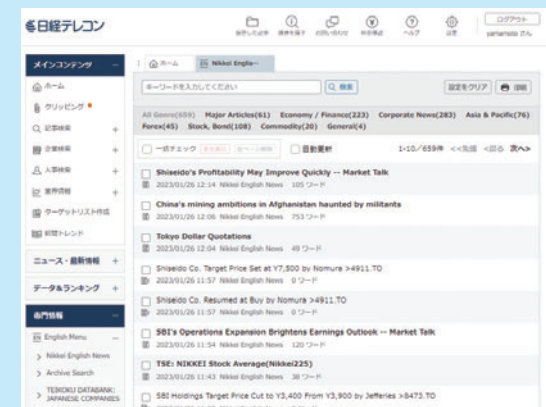 日経テレコン
ヘルプ
設定
ログアウト
yamamoto さん
メインコンテンツ
ホーム
クリッピング
記事検索
企業検索
人事検索
業界情報
ターゲットリスト作成
新聞トレンド
ニュース・最新情報
データ&ランキング
専門情報
English Menu
Nikkei English News
Archive Search
TEIKOKU DATABANK:
JAPANESE COMPANIES
ホーム
Nikkei Englis…
キーワードを入力してください
検索
設定をクリア
印刷
All Genre(659) Major Articles(61) Economy / Finance(223) Corporate News(283) Asia & Pacific(76)
Forex(45) Stock, Bond(108) Commodity(20) General(4)
一括チェック
自動更新
1-10／659件 <<先頭 <前 次へ>
Shiseido's Profitability May Improve Quickly -- Market Talk
2023/01/26 12:14 Nikkei English News 105 ワード
China's mining ambitions in Afghanistan haunted by militants
2023/01/26 12:06 Nikkei English News 753 ワード
Tokyo Dollar Quotations
2023/01/26 12:04 Nikkei English News 49 ワード
Shiseido Co. Target Price Set at Y7,500 by Nomura >4911.TO
2023/01/26 11:57 Nikkei English News 0 ワード
Shiseido Co. Resumed at Buy by Nomura >4911.TO
2023/01/26 11:57 Nikkei English News 0 ワード
SBI's Operations Expansion Brightens Earnings Outlook -- Market Talk
2023/01/26 11:54 Nikkei English News 120 ワード
TSE: NIKKEI Stock Average(Nikkei225)
2023/01/26 11:43 Nikkei English News 38 ワード
SBI Holdings Target Price Cut to Y3,400 From Y3,900 by Jefferies >8473.TO